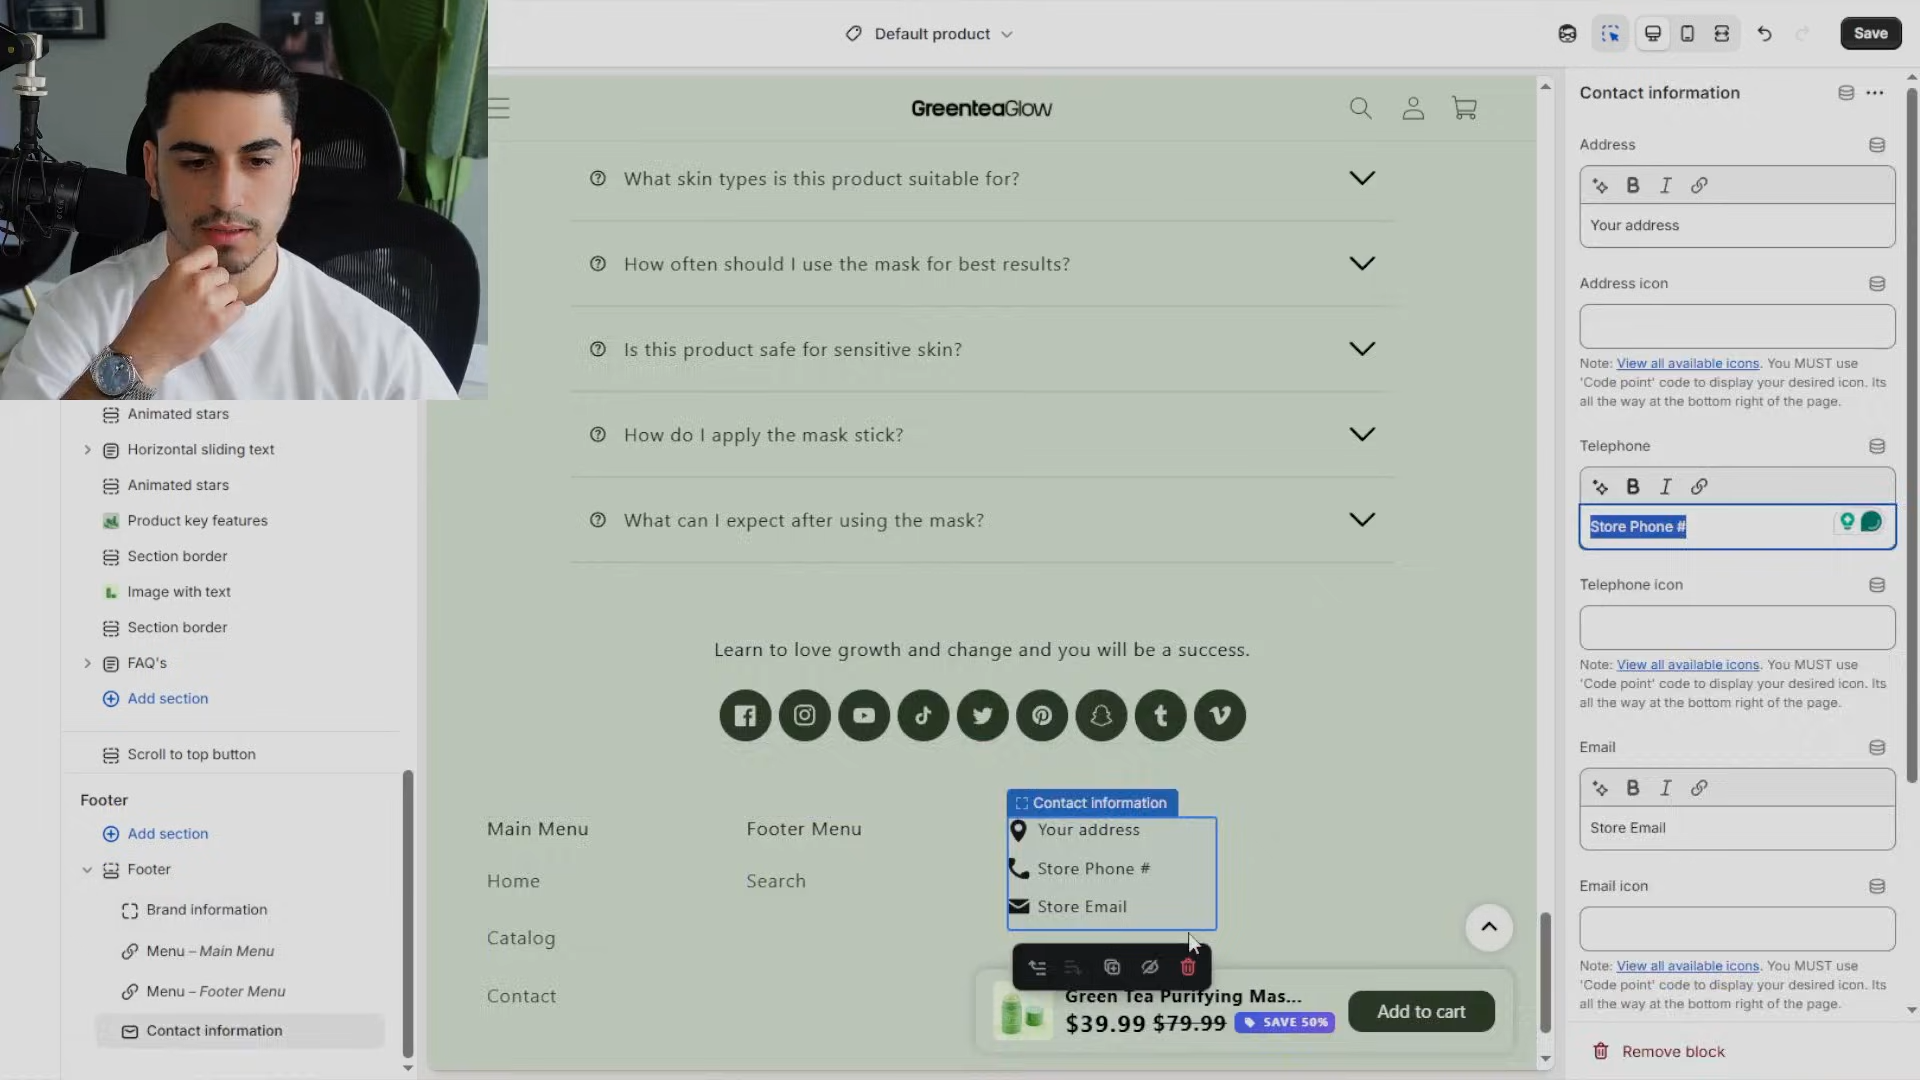 Default product
Save
GreenteaGlow
What skin types is this product suitable for?
How often should I use the mask for best results?
Is this product safe for sensitive skin?
How do I apply the mask stick?
What can I expect after using the mask?
Learn to love growth and change and you will be a success.
Main Menu
Home
Catalog
Contact
Footer Menu
Search
Contact information
Your address
Store Phone #
Store Email
Green Tea Purifying Mas...
$39.99 $79.99 SAVE 50%
Add to cart
Animated stars
Horizontal sliding text
Animated stars
Product key features
Section border
Image with text
Section border
FAQ's
Add section
Scroll to top button
Footer
Add section
Footer
Brand information
Menu – Main Menu
Menu – Footer Menu
Contact information
Contact information
Address
B I
Your address
Address icon
Note: View all available icons. You MUST use
'Code point' code to display your desired icon. Its
all the way at the bottom right of the page.
Telephone
B I
Store Phone #
Telephone icon
Note: View all available icons. You MUST use
'Code point' code to display your desired icon. Its
all the way at the bottom right of the page.
Email
B I
Store Email
Email icon
Note: View all available icons. You MUST use
'Code point' code to display your desired icon. Its
all the way at the bottom right of the page.
Remove block